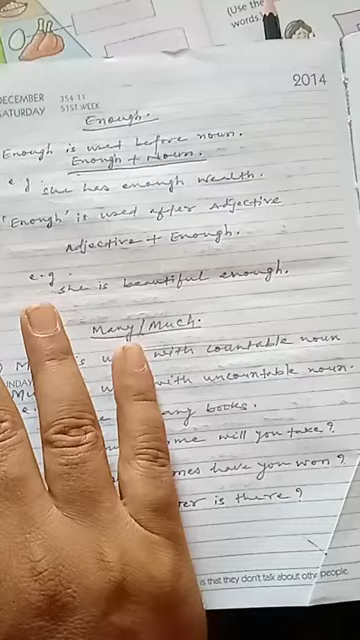 (Use the
words.
DECEMBER 354-11 2014
SATURDAY 51ST WEEK
Enough.
Enough is used before noun.
Enough + Noun.
e g. she has enough wealth.
'Enough' is used after Adjective
Adjective + Enough.
e.g.
she is beautiful enough.
Many/Much.
with countable noun
with uncountable noun.
books.
will you take?
have you won?
is there?
is that they don't talk about other people